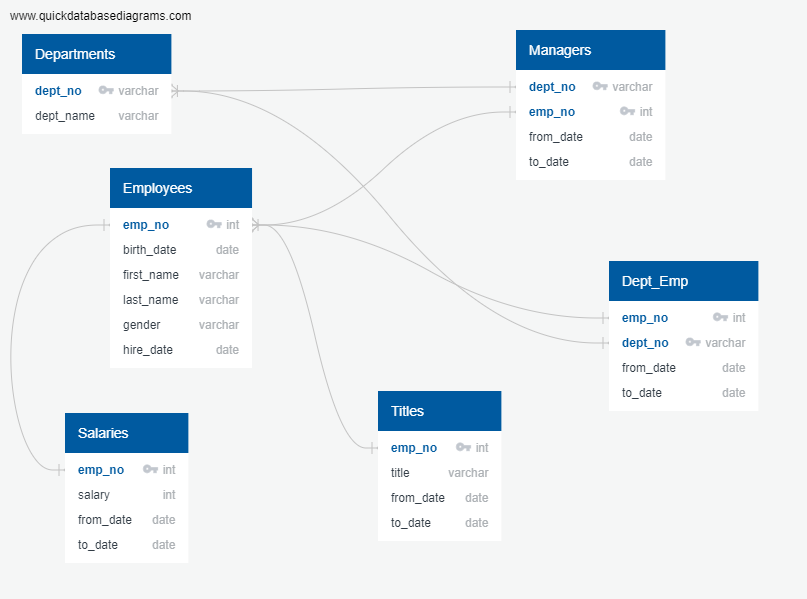 www.quickdatabasediagrams.com
Departments
dept_no varchar
dept_name varchar
Managers
dept_no varchar
emp_no int
from_date date
to_date date
Employees
emp_no int
birth_date date
first_name varchar
last_name varchar
gender varchar
hire_date date
Dept_Emp
emp_no int
dept_no varchar
from_date date
to_date date
Titles
emp_no int
title varchar
from_date date
to_date date
Salaries
emp_no int
salary int
from_date date
to_date date